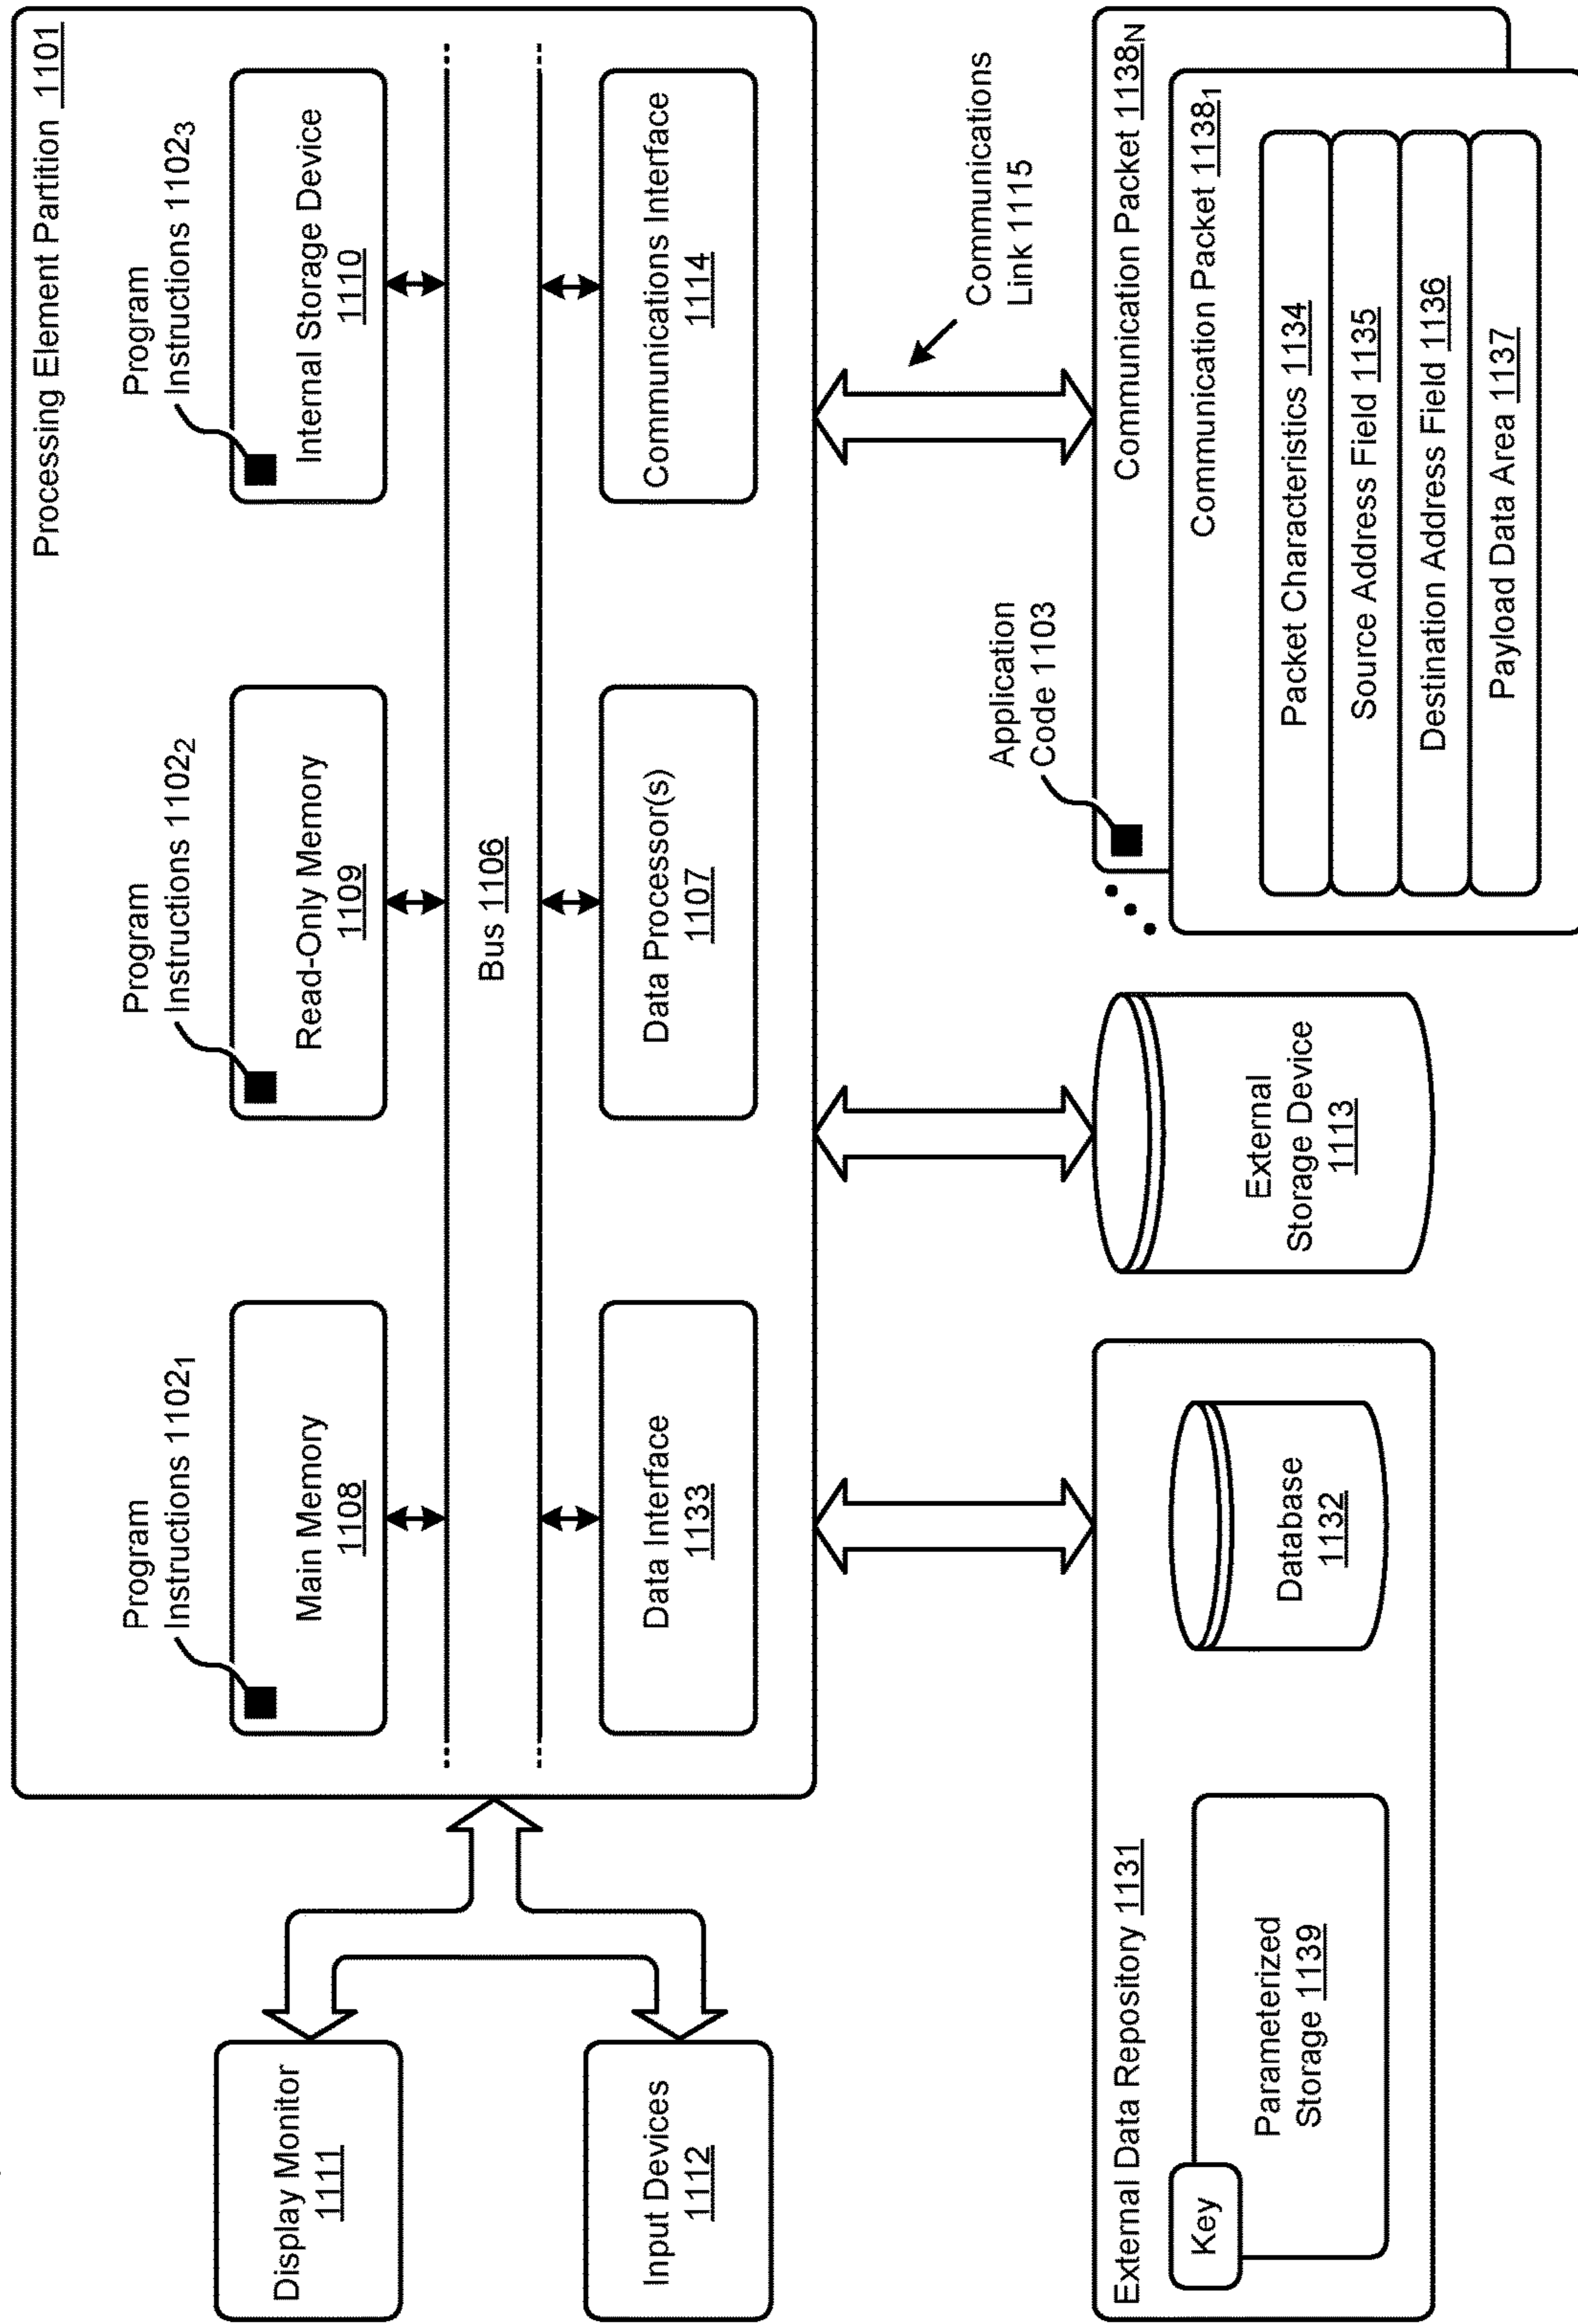 Processing Element Partition 1101
Program
Instructions 1102₁
Program
Instructions 1102₂
Program
Instructions 1102₃
Display Monitor
1111
Main Memory
1108
Read-Only Memory
1109
Internal Storage Device
1110
Bus 1106
Input Devices
1112
Data Interface
1133
Data Processor(s)
1107
Communications Interface
1114
Communications
Link 1115
Application
Code 1103
External Data Repository 1131
Key
Parameterized
Storage 1139
Database
1132
External
Storage Device
1113
Communication Packet 1138N
Communication Packet 1138₁
Packet Characteristics 1134
Source Address Field 1135
Destination Address Field 1136
Payload Data Area 1137